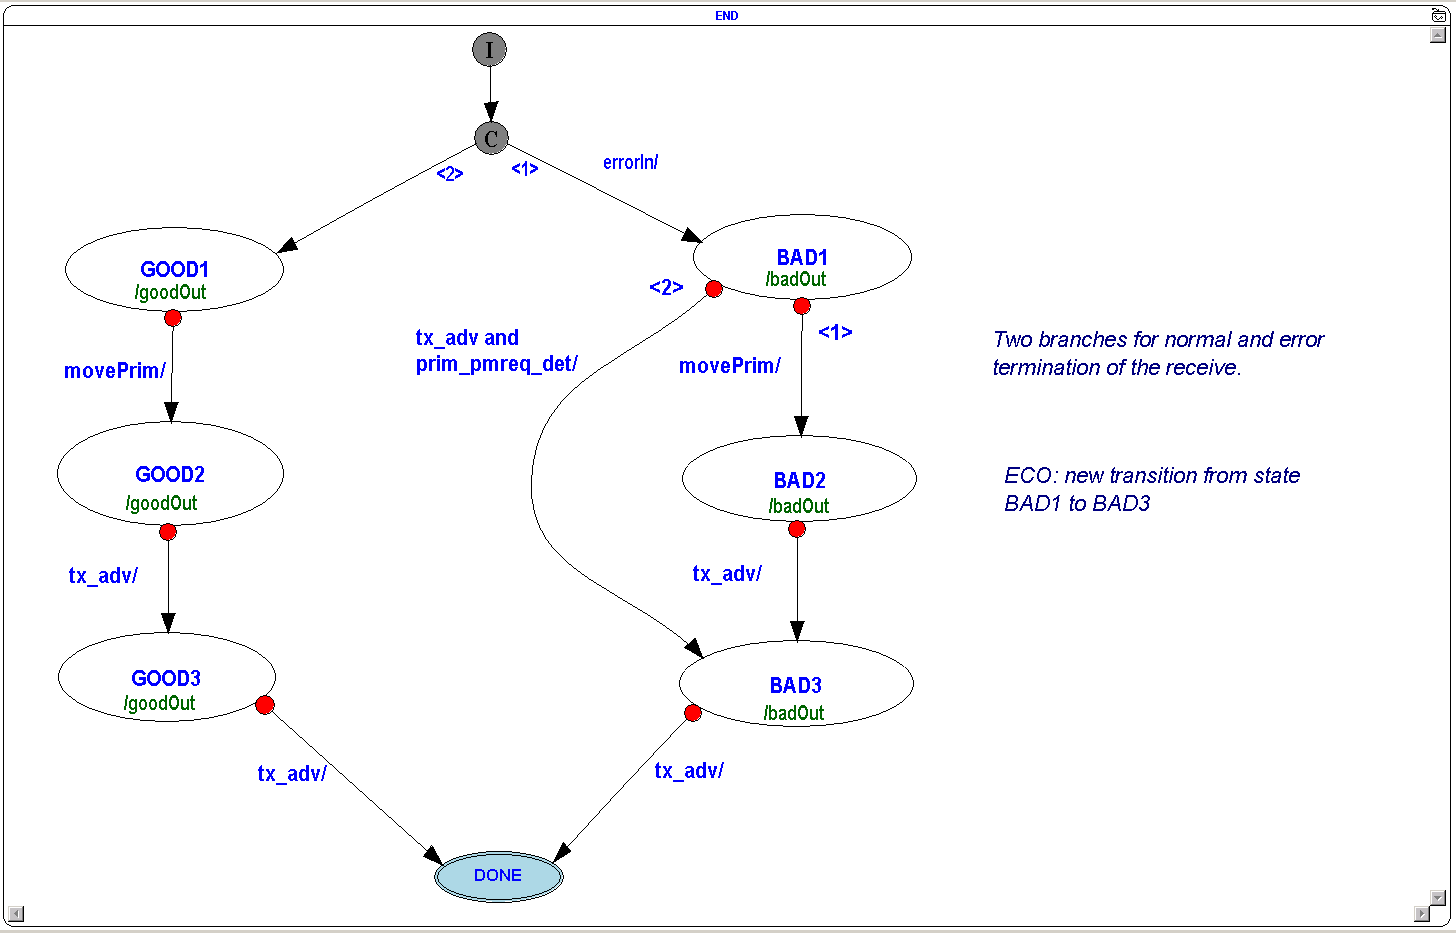 END
I
C
<2>
<1>
errorIn/
GOOD1
/goodOut
BAD1
/badOut
<2>
<1>
movePrim/
tx_adv and
prim_pmreq_det/
movePrim/
Two branches for normal and error
termination of the receive.
GOOD2
/goodOut
BAD2
/badOut
ECO: new transition from state
BAD1 to BAD3
tx_adv/
tx_adv/
GOOD3
/goodOut
BAD3
/badOut
tx_adv/
tx_adv/
DONE